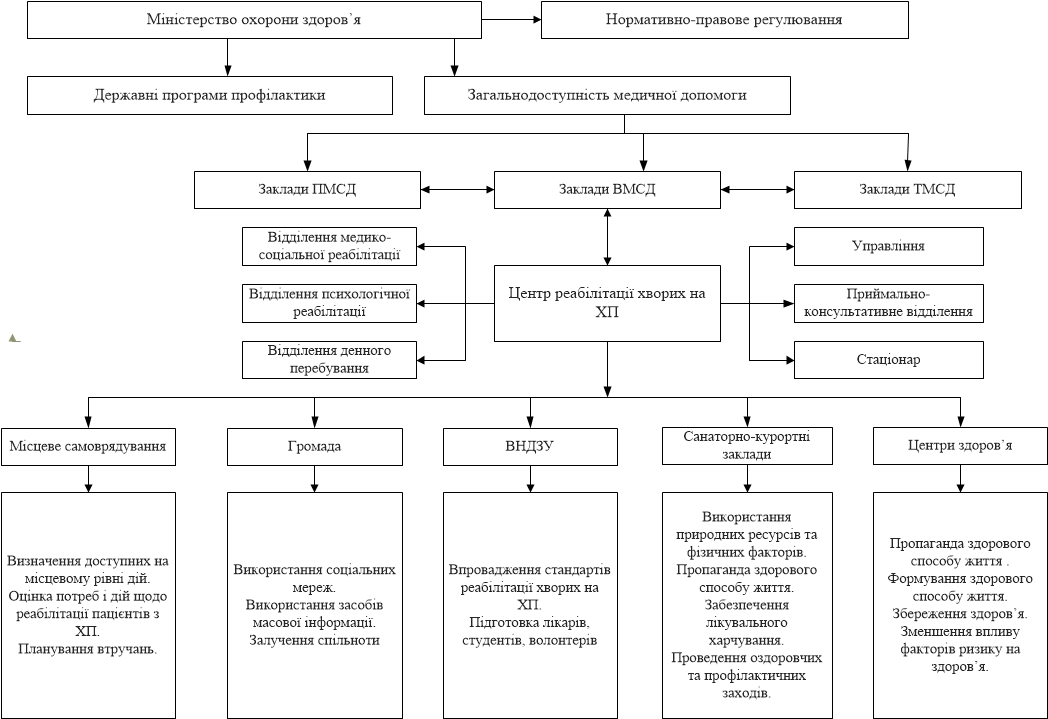 Міністерство охорони здоров’я
Нормативно-правове регулювання
Державні програми профілактики
Загальнодоступність медичної допомоги
Заклади ПМСД
Заклади ВМСД
Заклади ТМСД
Відділення медико-
соціальної реабілітації
Управління
Відділення психологічної
реабілітації
Центр реабілітації хворих на
ХП
Приймально-
консультативне відділення
Відділення денного
перебування
Стаціонар
Місцеве самоврядування
Громада
ВНДЗУ
Санаторно-курортні
заклади
Центри здоров’я
Визначення доступних на
місцевому рівні дій.
Оцінка потреб і дій щодо
реабілітації пацієнтів з
ХП.
Планування втручань.
Використання соціальних
мереж.
Використання засобів
масової інформації.
Залучення спільноти
Впровадження стандартів
реабілітації хворих на
ХП.
Підготовка лікарів,
студентів, волонтерів
Використання
природних ресурсів та
фізичних факторів.
Пропаганда здорового
способу життя.
Забезпечення
лікувального
харчування.
Проведення оздоровчих
та профілактичних
заходів.
Пропаганда здорового
способу життя .
Формування здорового
способу життя.
Збереження здоров’я.
Зменшення впливу
факторів ризику на
здоров’я.